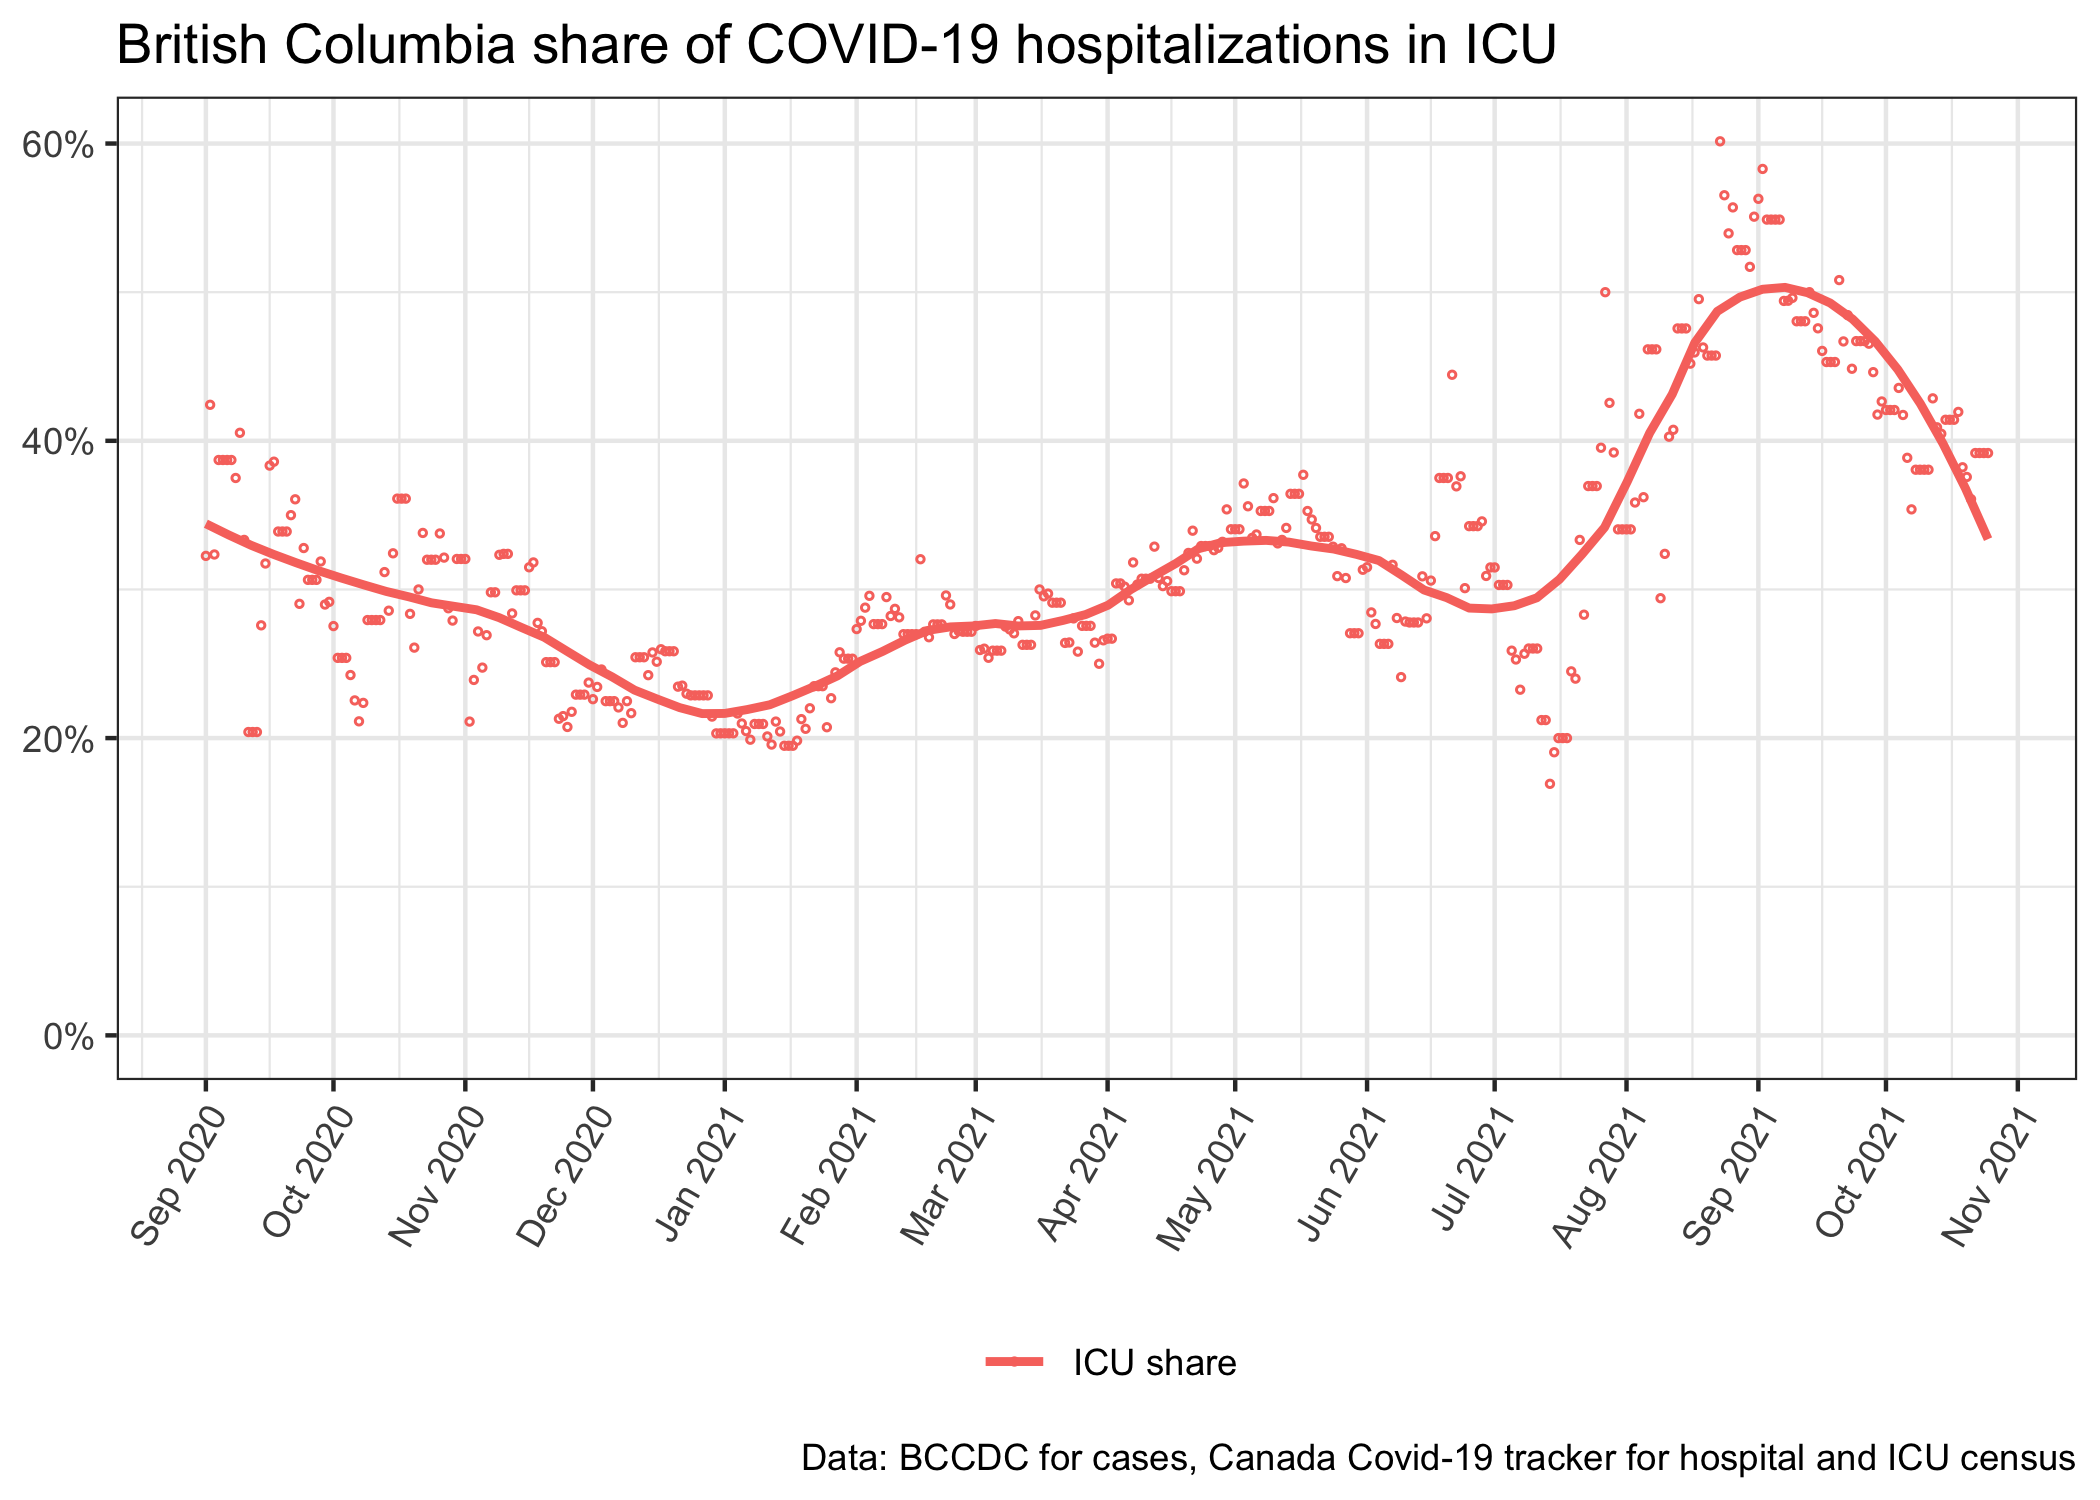 British Columbia share of COVID-19 hospitalizations in ICU
60%
40%
20%
0%
Sep 2020
Oct 2020
Nov 2020
Dec 2020
Jan 2021
Feb 2021
Mar 2021
Apr 2021
May 2021
Jun 2021
Jul 2021
Aug 2021
Sep 2021
Oct 2021
Nov 2021
ICU share
Data: BCCDC for cases, Canada Covid-19 tracker for hospital and ICU census